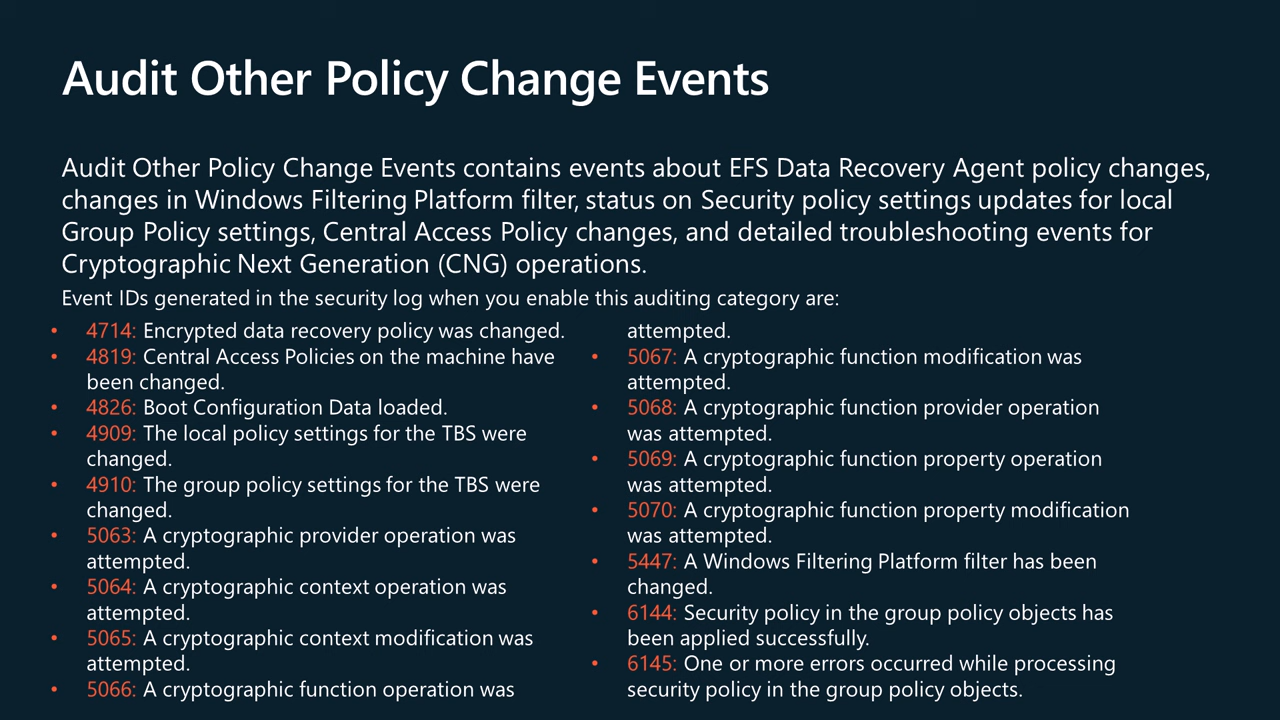 Audit Other Policy Change Events
Audit Other Policy Change Events contains events about EFS Data Recovery Agent policy changes,
changes in Windows Filtering Platform filter, status on Security policy settings updates for local
Group Policy settings, Central Access Policy changes, and detailed troubleshooting events for
Cryptographic Next Generation (CNG) operations.
Event IDs generated in the security log when you enable this auditing category are:
• 4714: Encrypted data recovery policy was changed.
• 4819: Central Access Policies on the machine have
been changed.
• 4826: Boot Configuration Data loaded.
• 4909: The local policy settings for the TBS were
changed.
• 4910: The group policy settings for the TBS were
changed.
• 5063: A cryptographic provider operation was
attempted.
• 5064: A cryptographic context operation was
attempted.
• 5065: A cryptographic context modification was
attempted.
• 5066: A cryptographic function operation was
attempted.
• 5067: A cryptographic function modification was
attempted.
• 5068: A cryptographic function provider operation
was attempted.
• 5069: A cryptographic function property operation
was attempted.
• 5070: A cryptographic function property modification
was attempted.
• 5447: A Windows Filtering Platform filter has been
changed.
• 6144: Security policy in the group policy objects has
been applied successfully.
• 6145: One or more errors occurred while processing
security policy in the group policy objects.